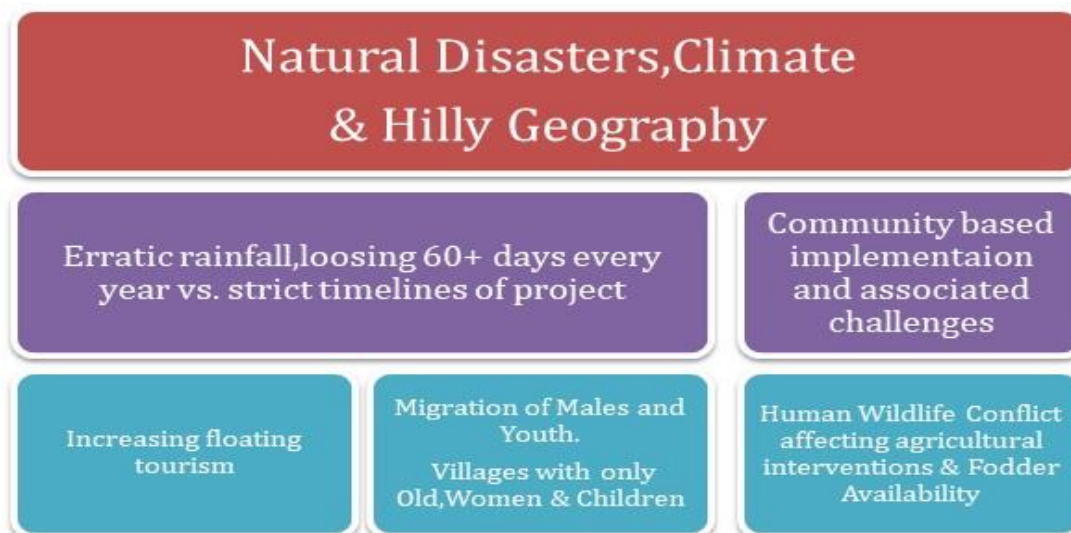 Natural Disasters,Climate
& Hilly Geography
Erratic rainfall,loosing 60+ days every
year vs. strict timelines of project
Community based
implementaion
and associated
challenges
Increasing floating
tourism
Migration of Males and
Youth.
Villages with only
Old,Women & Children
Human Wildlife Conflict
affecting agricultural
interventions & Fodder
Availability